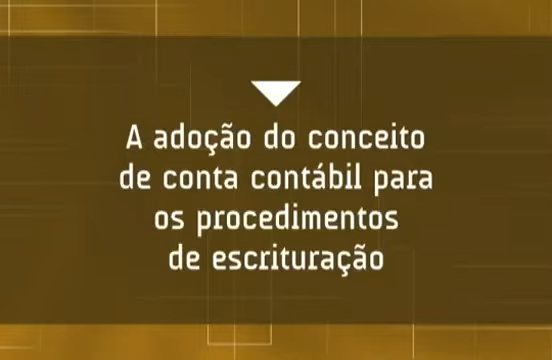 A adoção do conceito
de conta contábil para
os procedimentos
de escrituração